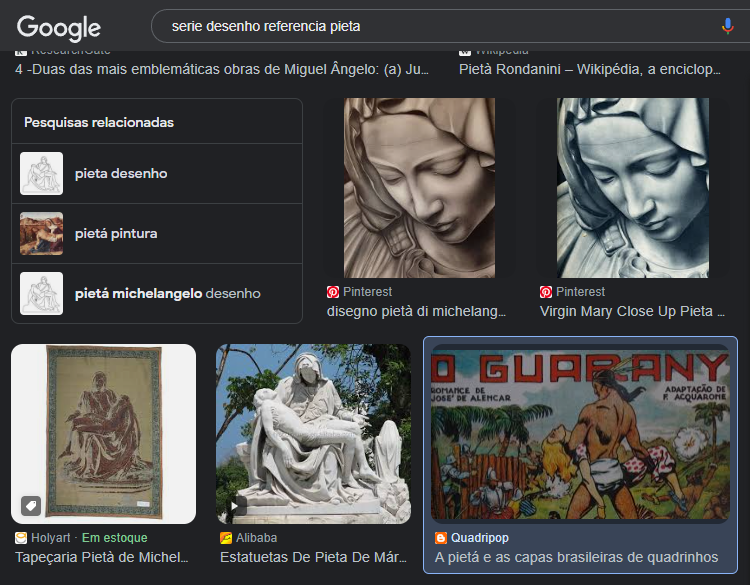 Google
serie desenho referencia pieta
ResearchGate
Wikipedia
4 -Duas das mais emblemáticas obras de Miguel Ângelo: (a) Ju...
Pietà Rondanini – Wikipédia, a enciclop...
Pesquisas relacionadas
pieta desenho
pietá pintura
pietá michelangelo desenho
Pinterest
disegno pietà di michelang...
Pinterest
Virgin Mary Close Up Pieta ...
O GUARANY
ROMANCE DE
JOSÉ DE ALENCAR
ADAPTAÇÃO DE
F. ACQUARONE
Holyart · Em estoque
Tapeçaria Pietà de Michel...
Alibaba
Estatuetas De Pieta De Már...
Quadripop
A pietá e as capas brasileiras de quadrinhos